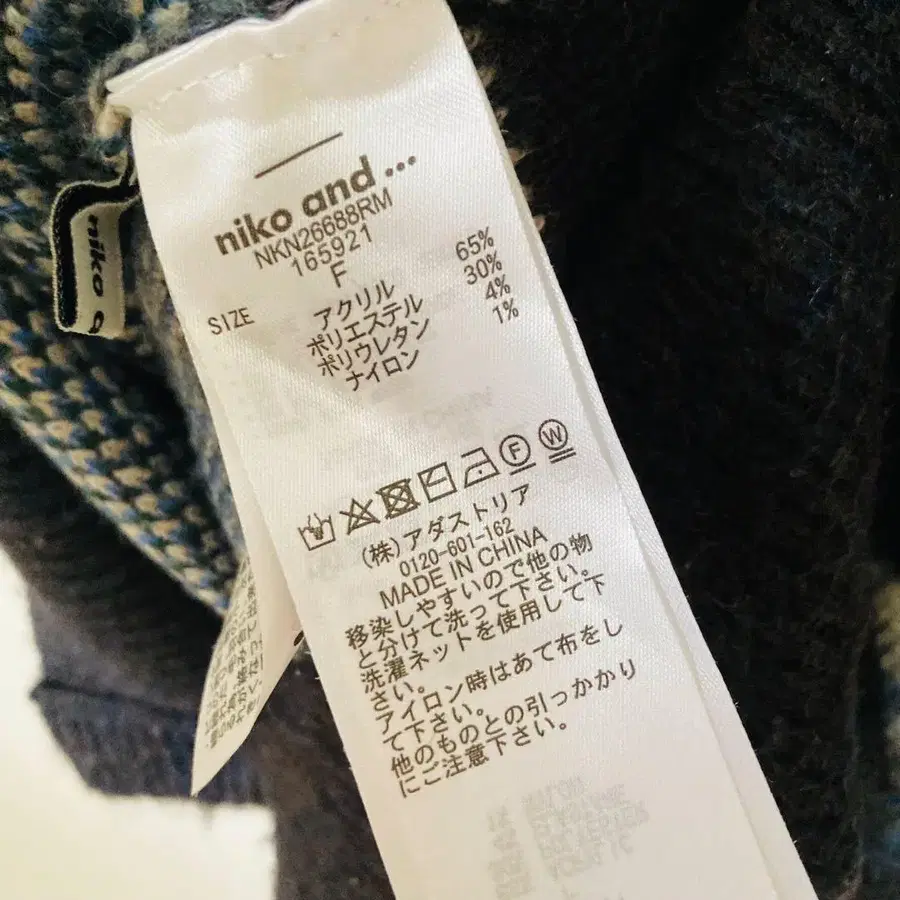 niko and ...
NKN26688RM
165921
SIZE F
アクリル 65%
ポリエステル 30%
ポリウレタン 4%
ナイロン 1%
F W
(株)アダストリア
0120-601-162
MADE IN CHINA
移染しやすいので他の物
と分けて洗って下さい。
洗濯ネットを使用して下
さい。
アイロン時はあて布をし
て下さい。
他のものとの引っかかり
にご注意下さい。
niko